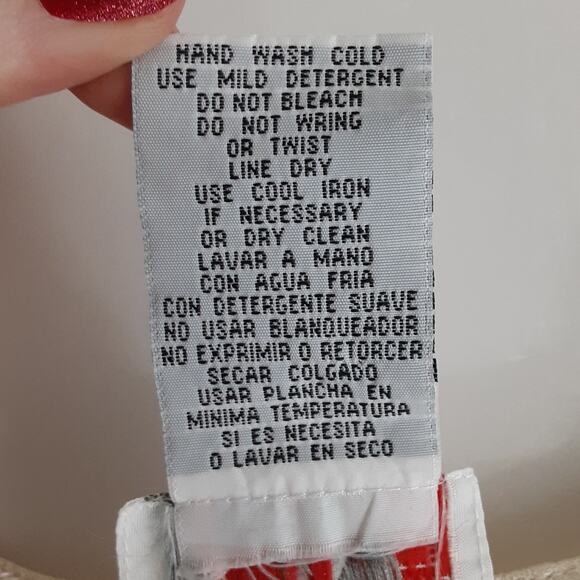 HAND WASH COLD
USE MILD DETERGENT
DO NOT BLEACH
DO NOT WRING
OR TWIST
LINE DRY
USE COOL IRON
IF NECESSARY
OR DRY CLEAN
LAVAR A MANO
CON AGUA FRIA
CON DETERGENTE SUAVE
NO USAR BLANQUEADOR
NO EXPRIMIR O RETORCER
SECAR COLGADO
USAR PLANCHA EN
MINIMA TEMPERATURA
SI ES NECESITA
O LAVAR EN SECO